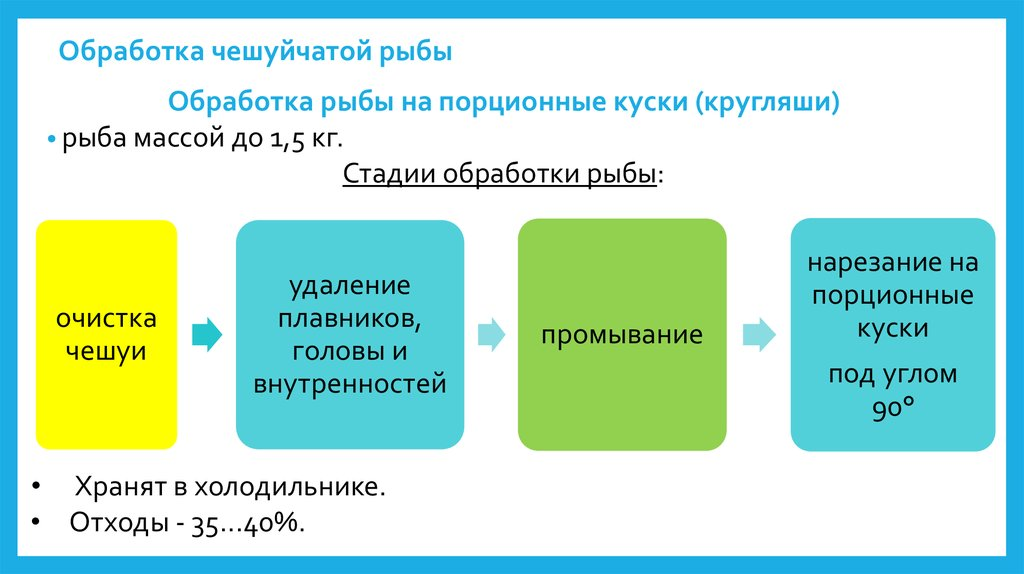 Обработка чешуйчатой рыбы
Обработка рыбы на порционные куски (кругляши)
• рыба массой до 1,5 кг.
Стадии обработки рыбы:
очистка
чешуи
удаление
плавников,
головы и
внутренностей
промывание
нарезание на
порционные
куски
под углом
90°
• Хранят в холодильнике.
• Отходы - 35…40%.